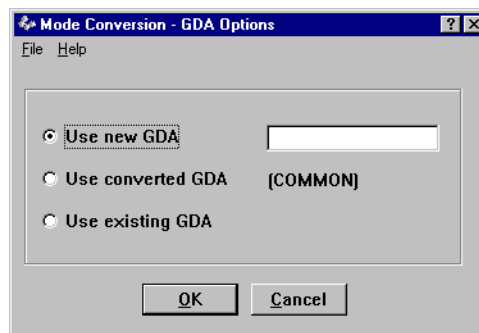 Mode Conversion - GDA Options
File Help
Use new GDA
Use converted GDA (COMMON)
Use existing GDA
OK Cancel